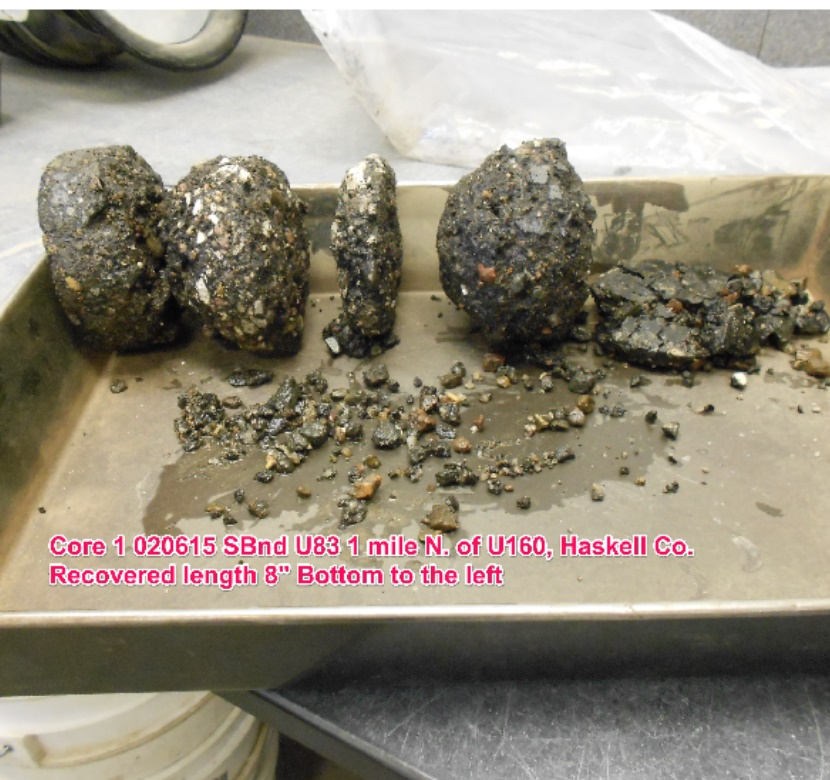 Core 1 020615 SBnd U83 1 mile N. of U160, Haskell Co.
Recovered length 8" Bottom to the left